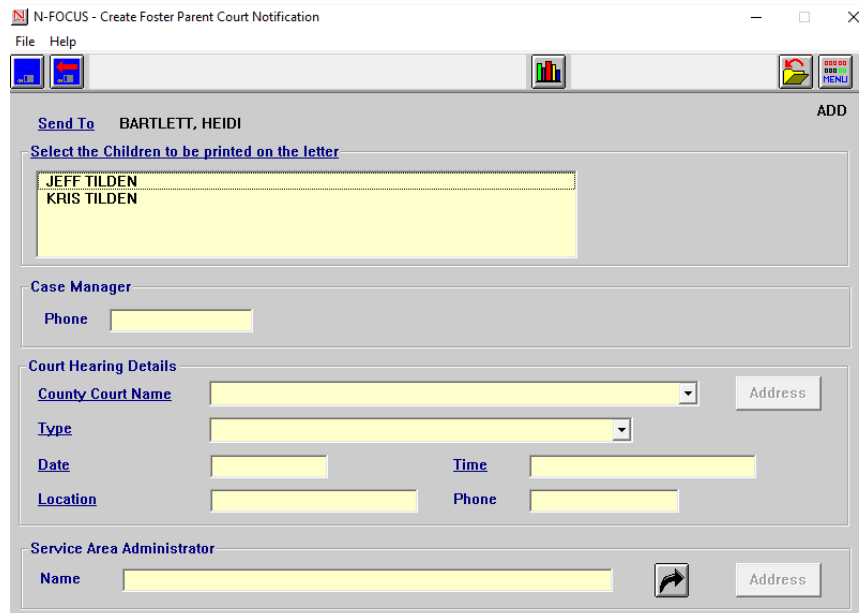 N-FOCUS - Create Foster Parent Court Notification
File Help
MENU
ADD
Send To BARTLETT, HEIDI
Select the Children to be printed on the letter
JEFF TILDEN
KRIS TILDEN
Case Manager
Phone
Court Hearing Details
County Court Name Address
Type
Date Time
Location Phone
Service Area Administrator
Name Address